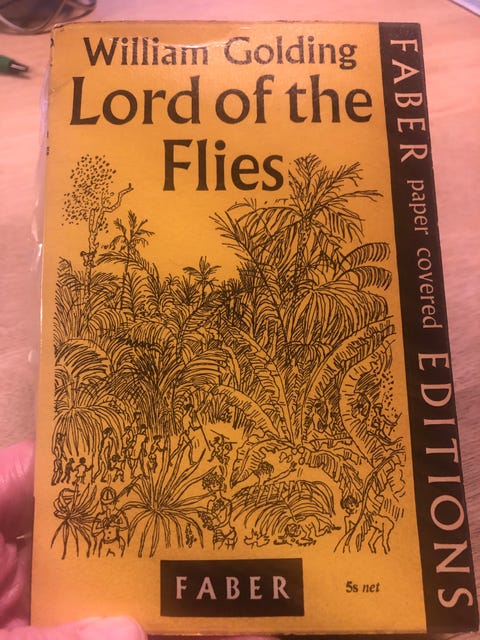 William Golding
Lord of the
Flies
FABER paper covered EDITIONS
FABER
5s net